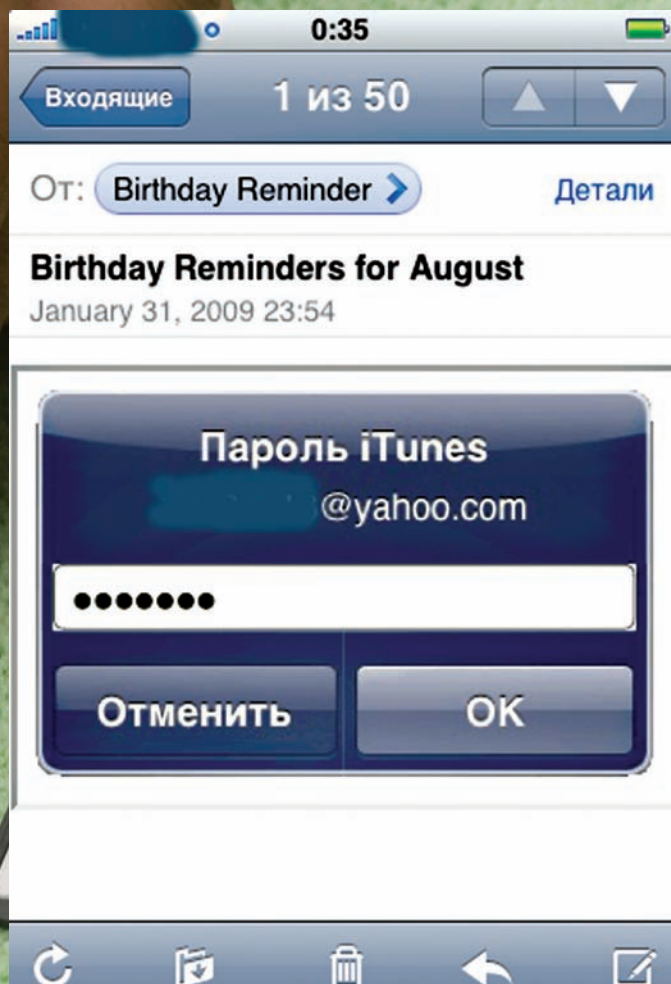 0:35
Входящие 1 из 50
От: Birthday Reminder Детали
Birthday Reminders for August
January 31, 2009 23:54
Пароль iTunes
@yahoo.com
•••••••
Отменить OK